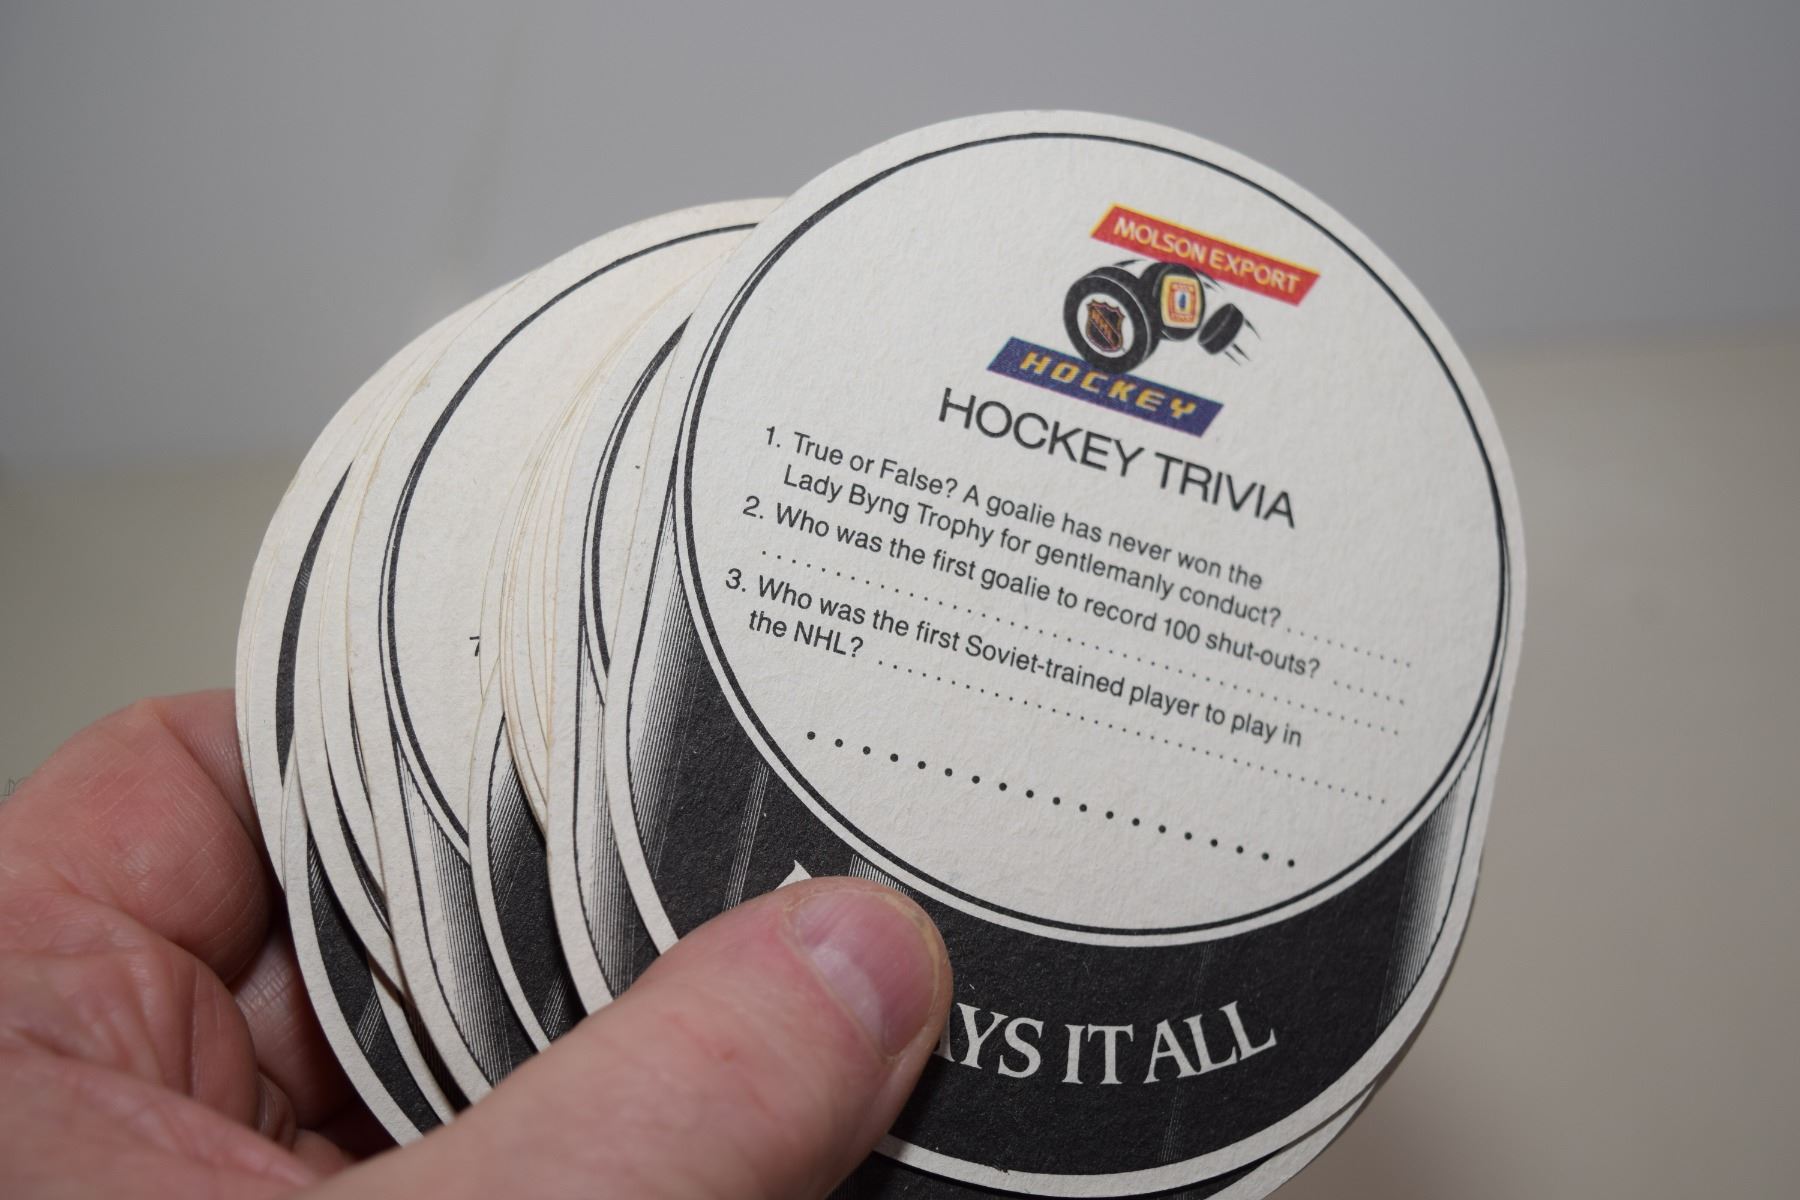 MOLSON EXPORT
NHL
HOCKEY
HOCKEY TRIVIA
1. True or False? A goalie has never won the
Lady Byng Trophy for gentlemanly conduct? . . . . . . . . . .
2. Who was the first goalie to record 100 shut-outs? . . . . . .
. . . . . . . . . . . . . . . . . . . . . . . . . . . . . . . . . . . . . . . . . . . .
3. Who was the first Soviet-trained player to play in
the NHL? . . . . . . . . . . . . . . . . . . . . . . . . . . . . . . . . . . .
. . . . . . . . . . . . . . . . . . .
AYS IT ALL
7